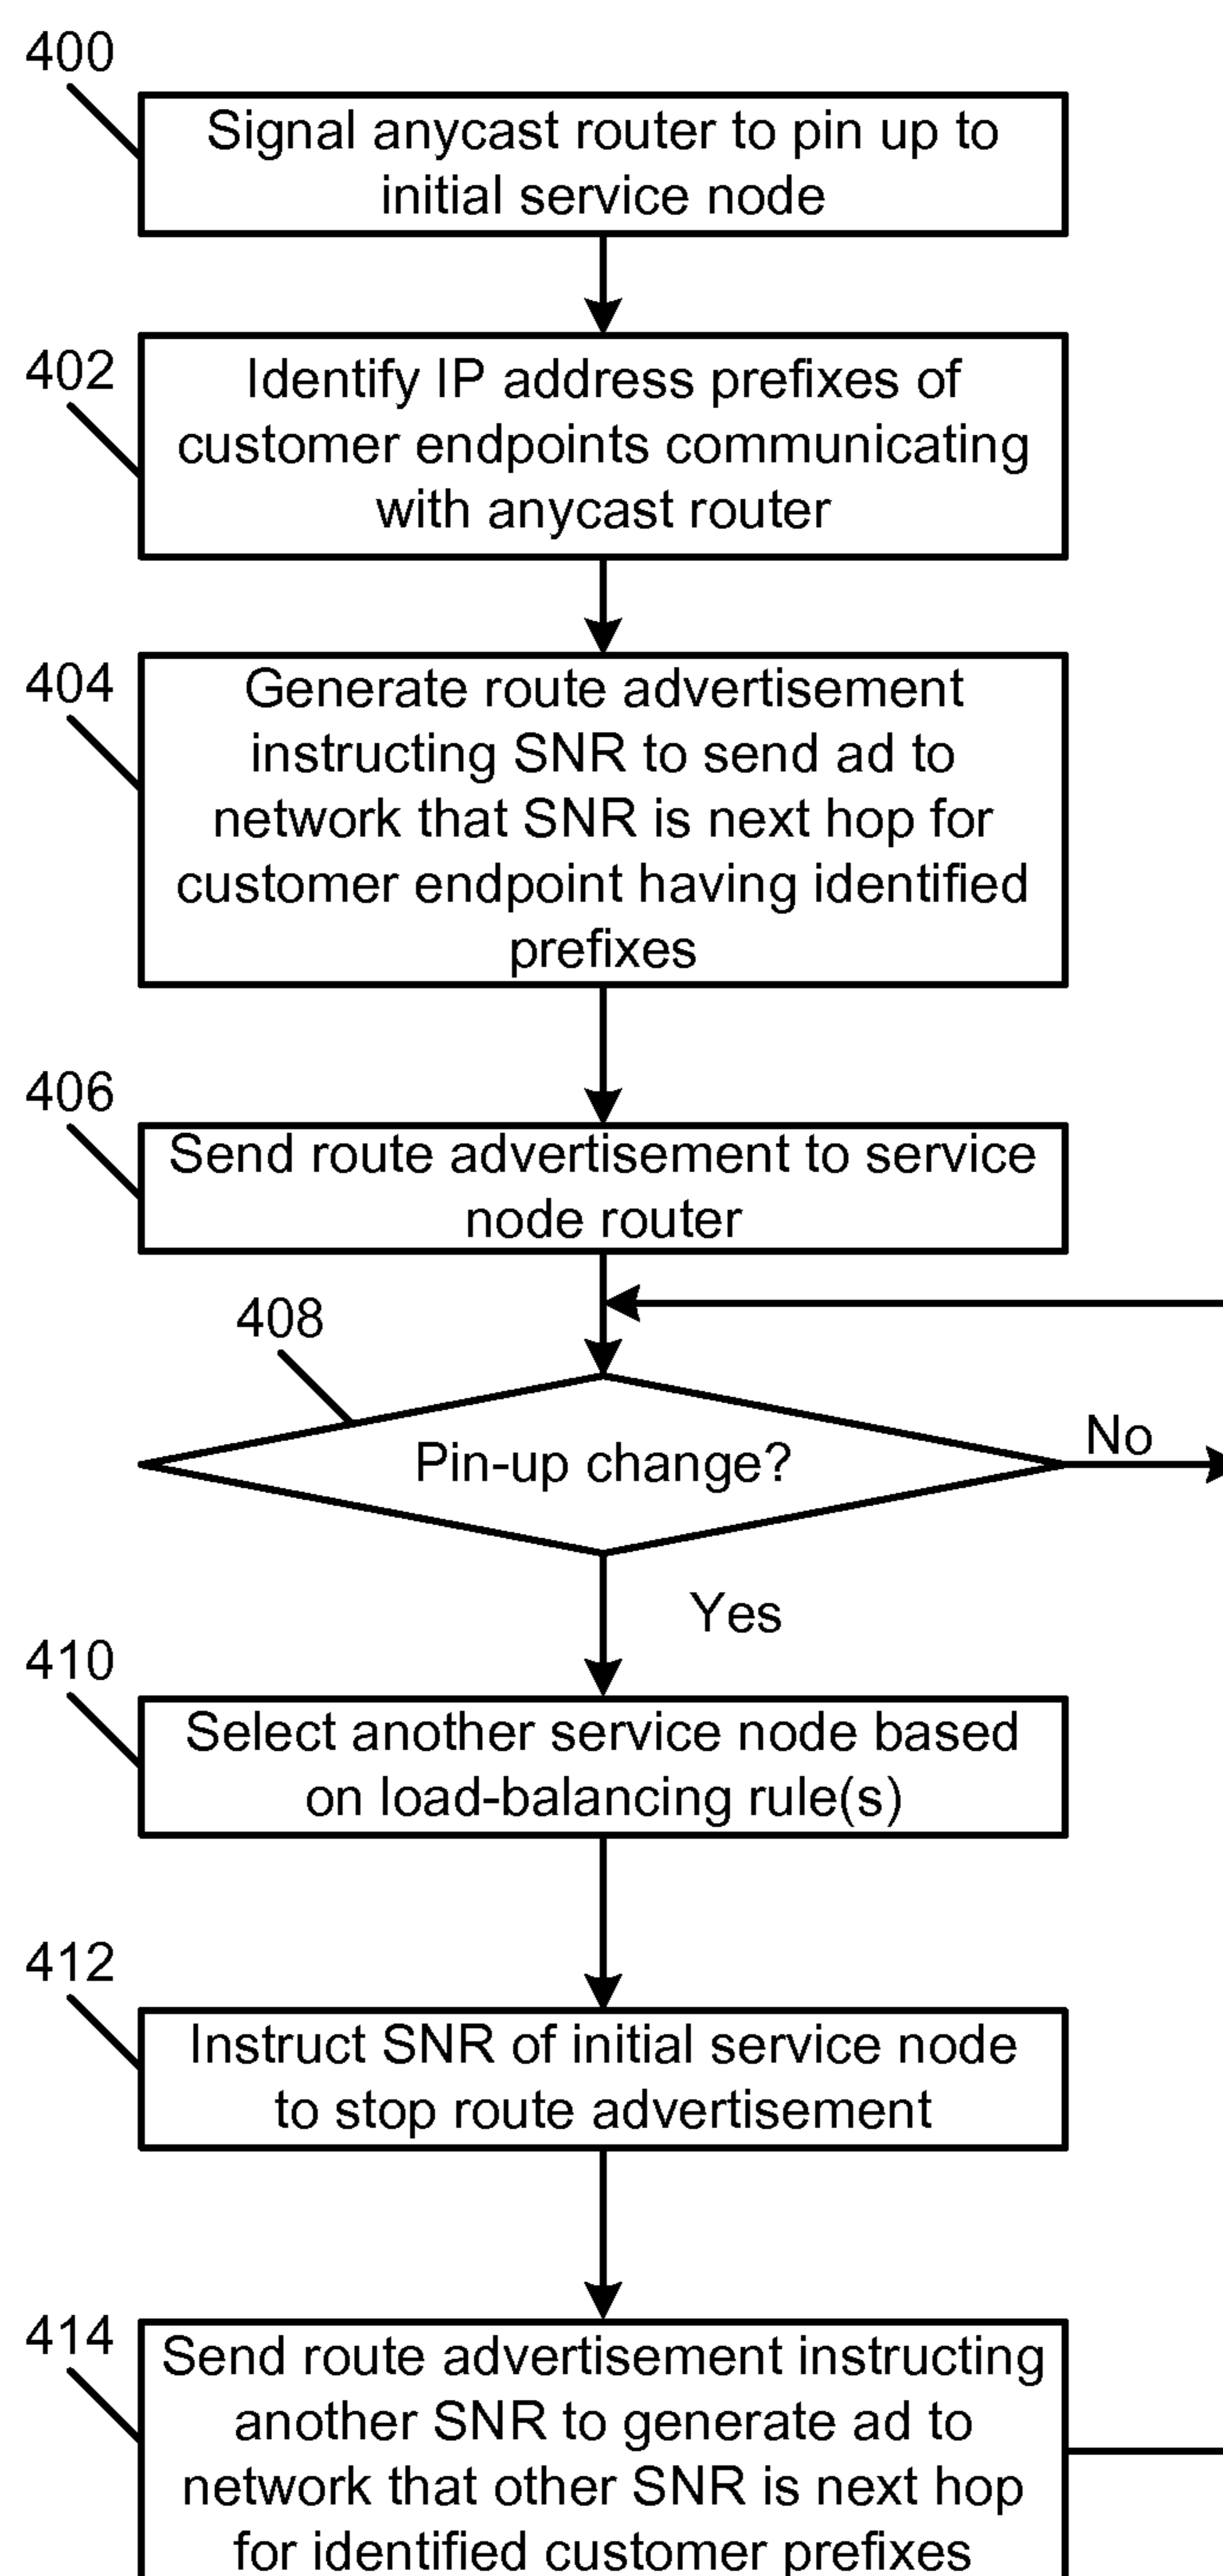 400
Signal anycast router to pin up to
initial service node
402
Identify IP address prefixes of
customer endpoints communicating
with anycast router
404
Generate route advertisement
instructing SNR to send ad to
network that SNR is next hop for
customer endpoint having identified
prefixes
406
Send route advertisement to service
node router
408
Pin-up change?
No
Yes
410
Select another service node based
on load-balancing rule(s)
412
Instruct SNR of initial service node
to stop route advertisement
414
Send route advertisement instructing
another SNR to generate ad to
network that other SNR is next hop
for identified customer prefixes